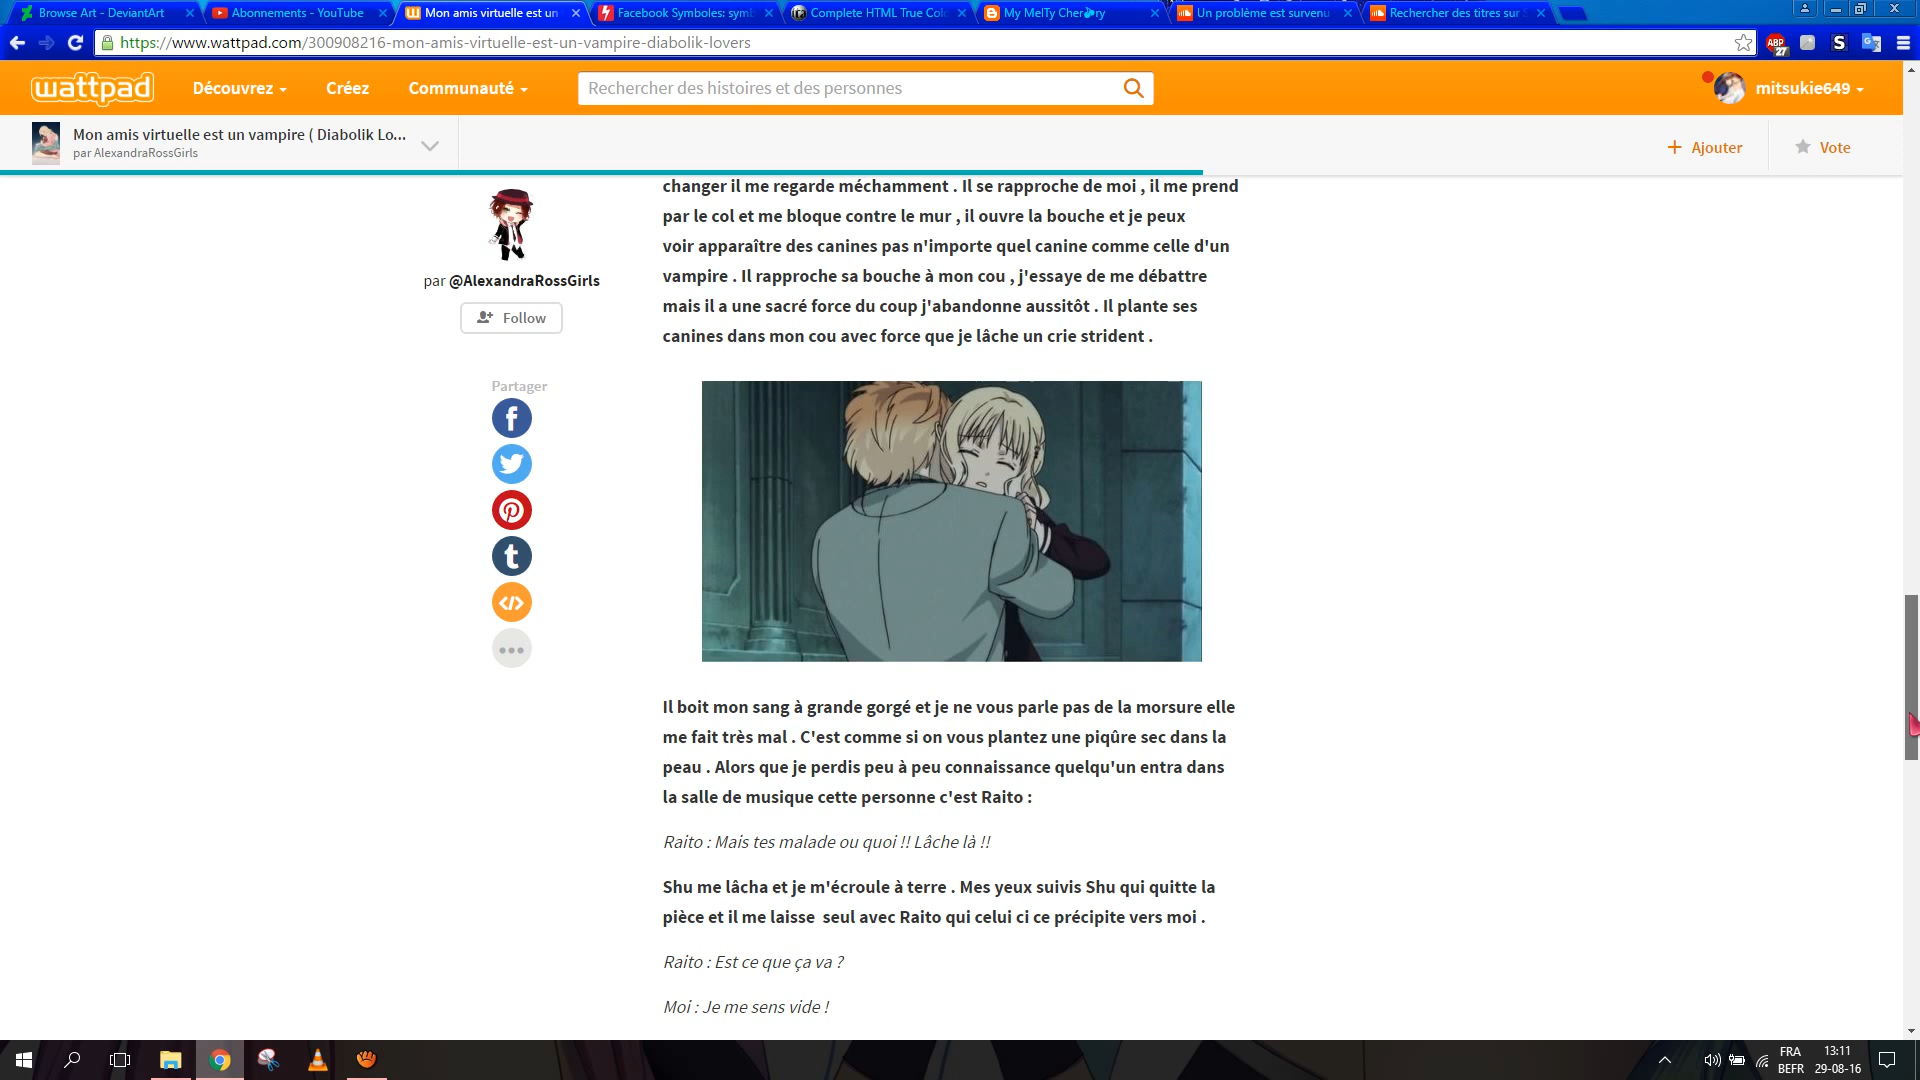 Browse Art - DeviantArt
Abonnements - YouTube
Mon amis virtuelle est un
Facebook Symboles: sym
Complete HTML True Col
My MelTy Cher ry
Un problème est survenu
Rechercher des titres sur
https://www.wattpad.com/300908216-mon-amis-virtuelle-est-un-vampire-diabolik-lovers
ABP
27
S
wattpad
Découvrez
Créez
Communauté
Rechercher des histoires et des personnes
mitsukie649
Mon amis virtuelle est un vampire ( Diabolik Lo...
par AlexandraRossGirls
+ Ajouter
Vote
par @AlexandraRossGirls
Follow
Partager
changer il me regarde méchamment . Il se rapproche de moi , il me prend
par le col et me bloque contre le mur , il ouvre la bouche et je peux
voir apparaître des canines pas n'importe quel canine comme celle d'un
vampire . Il rapproche sa bouche à mon cou , j'essaye de me débattre
mais il a une sacré force du coup j'abandonne aussitôt . Il plante ses
canines dans mon cou avec force que je lâche un crie strident .
Il boit mon sang à grande gorgé et je ne vous parle pas de la morsure elle
me fait très mal . C'est comme si on vous plantez une piqûre sec dans la
peau . Alors que je perdis peu à peu connaissance quelqu'un entra dans
la salle de musique cette personne c'est Raito :
Raito : Mais tes malade ou quoi !! Lâche là !!
Shu me lâcha et je m'écroule à terre . Mes yeux suivis Shu qui quitte la
pièce et il me laisse  seul avec Raito qui celui ci ce précipite vers moi .
Raito : Est ce que ça va ?
Moi : Je me sens vide !
FRA
BEFR
13:11
29-08-16